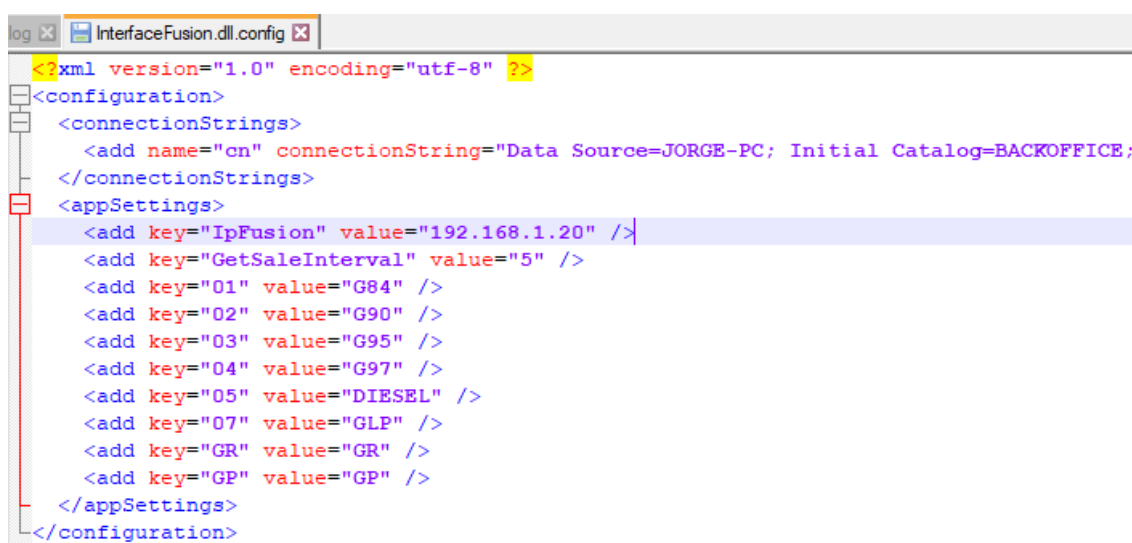 log
InterfaceFusion.dll.config
<?xml version="1.0" encoding="utf-8" ?>
<configuration>
<connectionStrings>
<add name="cn" connectionString="Data Source=JORGE-PC; Initial Catalog=BACKOFFICE;
</connectionStrings>
<appSettings>
<add key="IpFusion" value="192.168.1.20" />
<add key="GetSaleInterval" value="5" />
<add key="01" value="G84" />
<add key="02" value="G90" />
<add key="03" value="G95" />
<add key="04" value="G97" />
<add key="05" value="DIESEL" />
<add key="07" value="GLP" />
<add key="GR" value="GR" />
<add key="GP" value="GP" />
</appSettings>
</configuration>